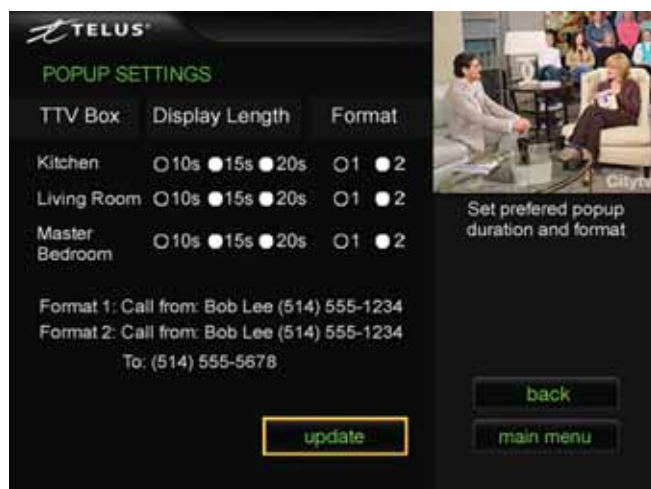 TELUS
POPUP SETTINGS
TTV Box Display Length Format
Kitchen 10s 15s 20s 1 2
Living Room 10s 15s 20s 1 2
Master
Bedroom 10s 15s 20s 1 2
Format 1: Call from: Bob Lee (514) 555-1234
Format 2: Call from: Bob Lee (514) 555-1234
To: (514) 555-5678
update
Citytv
Set prefered popup
duration and format
back
main menu